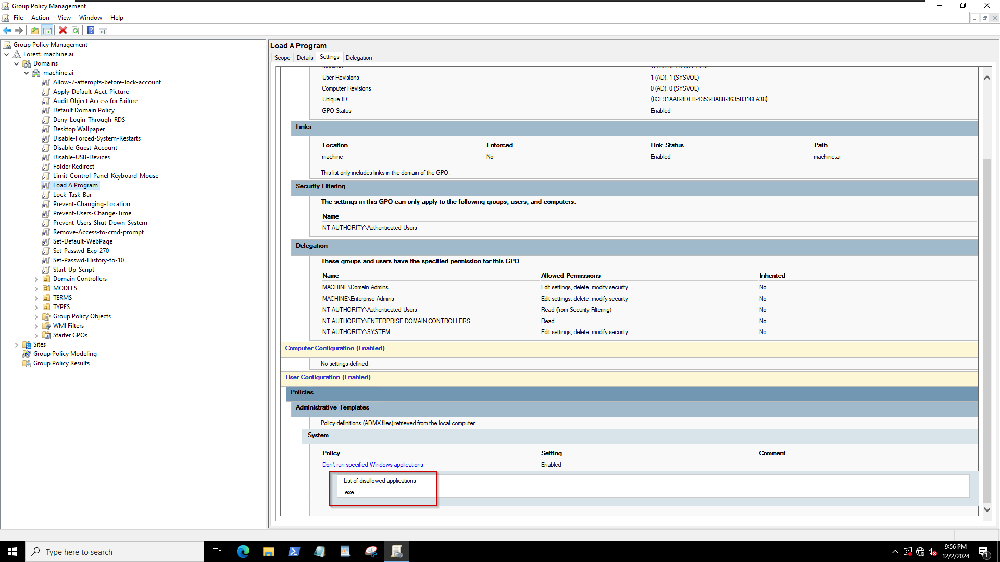 Group Policy Management
File Action View Window Help
Group Policy Management
Forest: machine.ai
Domains
machine.ai
Allow-7-attempts-before-lock-account
Apply-Default-Acct-Picture
Audit Object Access for Failure
Default Domain Policy
Deny-Login-Through-RDS
Desktop Wallpaper
Disable-Forced-System-Restarts
Disable-Guest-Account
Disable-USB-Devices
Folder Redirect
Limit-Control-Panel-Keyboard-Mouse
Load A Program
Lock-Task-Bar
Prevent-Changing-Location
Prevent-Users-Change-Time
Prevent-Users-Shut-Down-System
Remove-Access-to-cmd-prompt
Set-Default-WebPage
Set-Passwd-Exp-270
Set-Passwd-History-to-10
Start-Up-Script
Domain Controllers
MODELS
TERMS
TYPES
Group Policy Objects
WMI Filters
Starter GPOs
Sites
Group Policy Modeling
Group Policy Results
Load A Program
Scope Details Settings Delegation
Modified
User Revisions 1 (AD), 1 (SYSVOL)
Computer Revisions 0 (AD), 0 (SYSVOL)
Unique ID {6CE91AA8-8DEB-4353-BA8B-8635B316FA38}
GPO Status Enabled
Links
Location Enforced Link Status Path
machine No Enabled machine.ai
This list only includes links in the domain of the GPO.
Security Filtering
The settings in this GPO can only apply to the following groups, users, and computers:
Name
NT AUTHORITY\Authenticated Users
Delegation
These groups and users have the specified permission for this GPO
Name Allowed Permissions Inherited
MACHINE\Domain Admins Edit settings, delete, modify security No
MACHINE\Enterprise Admins Edit settings, delete, modify security No
NT AUTHORITY\Authenticated Users Read (from Security Filtering) No
NT AUTHORITY\ENTERPRISE DOMAIN CONTROLLERS Read No
NT AUTHORITY\SYSTEM Edit settings, delete, modify security No
Computer Configuration (Enabled)
No settings defined.
User Configuration (Enabled)
Policies
Administrative Templates
Policy definitions (ADMX files) retrieved from the local computer.
System
Policy Setting Comment
Don't run specified Windows applications Enabled
List of disallowed applications
.exe
Type here to search
9:56 PM
12/2/2024
1